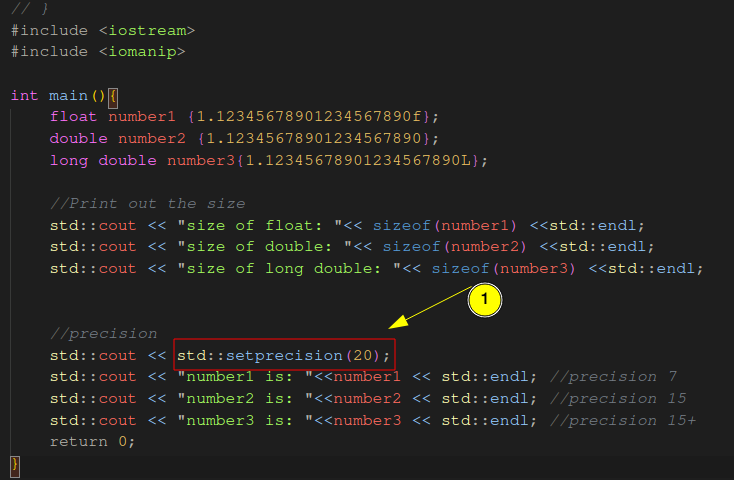 // }
#include <iostream>
#include <iomanip>
int main(){
float number1 {1.12345678901234567890f};
double number2 {1.12345678901234567890};
long double number3{1.12345678901234567890L};
//Print out the size
std::cout << "size of float: "<< sizeof(number1) <<std::endl;
std::cout << "size of double: "<< sizeof(number2) <<std::endl;
std::cout << "size of long double: "<< sizeof(number3) <<std::endl;
1
//precision
std::cout << std::setprecision(20);
std::cout << "number1 is: "<<number1 << std::endl; //precision 7
std::cout << "number2 is: "<<number2 << std::endl; //precision 15
std::cout << "number3 is: "<<number3 << std::endl; //precision 15+
return 0;
}